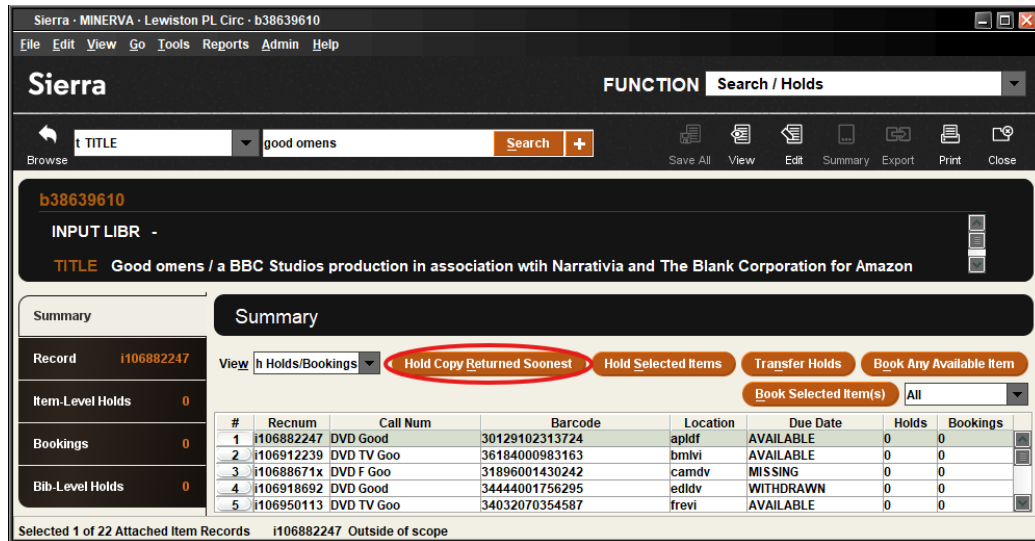 Sierra · MINERVA · Lewiston PL Circ · b38639610
File Edit View Go Tools Reports Admin Help
Sierra FUNCTION Search / Holds
t TITLE good omens Search +
Browse Save All View Edit Summary Export Print Close
b38639610
INPUT LIBR -
TITLE Good omens / a BBC Studios production in association wtih Narrativia and The Blank Corporation for Amazon
Summary Summary
Record i106882247 View h Holds/Bookings Hold Copy Returned Soonest Hold Selected Items Transfer Holds Book Any Available Item
Item-Level Holds 0 Book Selected Item(s) All
# Recnum Call Num Barcode Location Due Date Holds Bookings
1 i106882247 DVD Good 30129102313724 apldf AVAILABLE 0 0
Bookings 0 2 i106912239 DVD TV Goo 36184000983163 bmlvi AVAILABLE 0 0
3 i10688671x DVD F Goo 31896001430242 camdv MISSING 0 0
Bib-Level Holds 0 4 i106918692 DVD Good 34444001756295 edldv WITHDRAWN 0 0
5 i106950113 DVD TV Goo 34032070354587 frevi AVAILABLE 0 0
Selected 1 of 22 Attached Item Records i106882247 Outside of scope